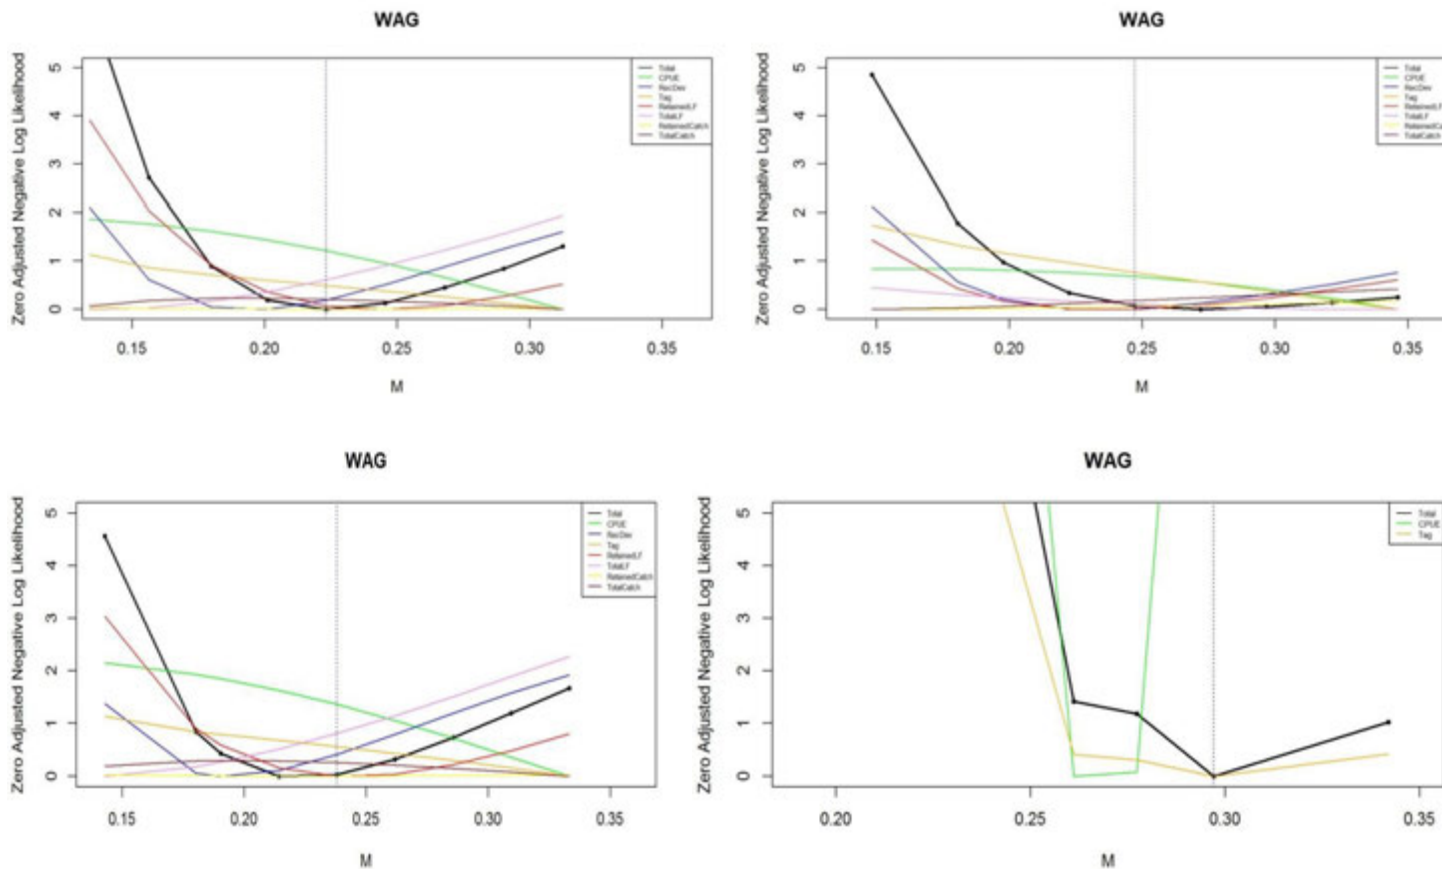 WAG
Zero Adjusted Negative Log Likelihood
5
4
3
2
1
0
Total
CPUE
RecDev
Tag
RetainedLF
TotalLF
RetainedCatch
TotalCatch
0.15 0.20 0.25 0.30 0.35
M
WAG
Zero Adjusted Negative Log Likelihood
5
4
3
2
1
0
Total
CPUE
RecDev
Tag
RetainedLF
TotalLF
RetainedCa
TotalCatch
0.15 0.20 0.25 0.30 0.35
M
WAG
Zero Adjusted Negative Log Likelihood
5
4
3
2
1
0
Total
CPUE
RecDev
Tag
RetainedLF
TotalLF
RetainedCatch
TotalCatch
0.15 0.20 0.25 0.30 0.35
M
WAG
Zero Adjusted Negative Log Likelihood
5
4
3
2
1
0
Total
CPUE
Tag
0.20 0.25 0.30 0.35
M